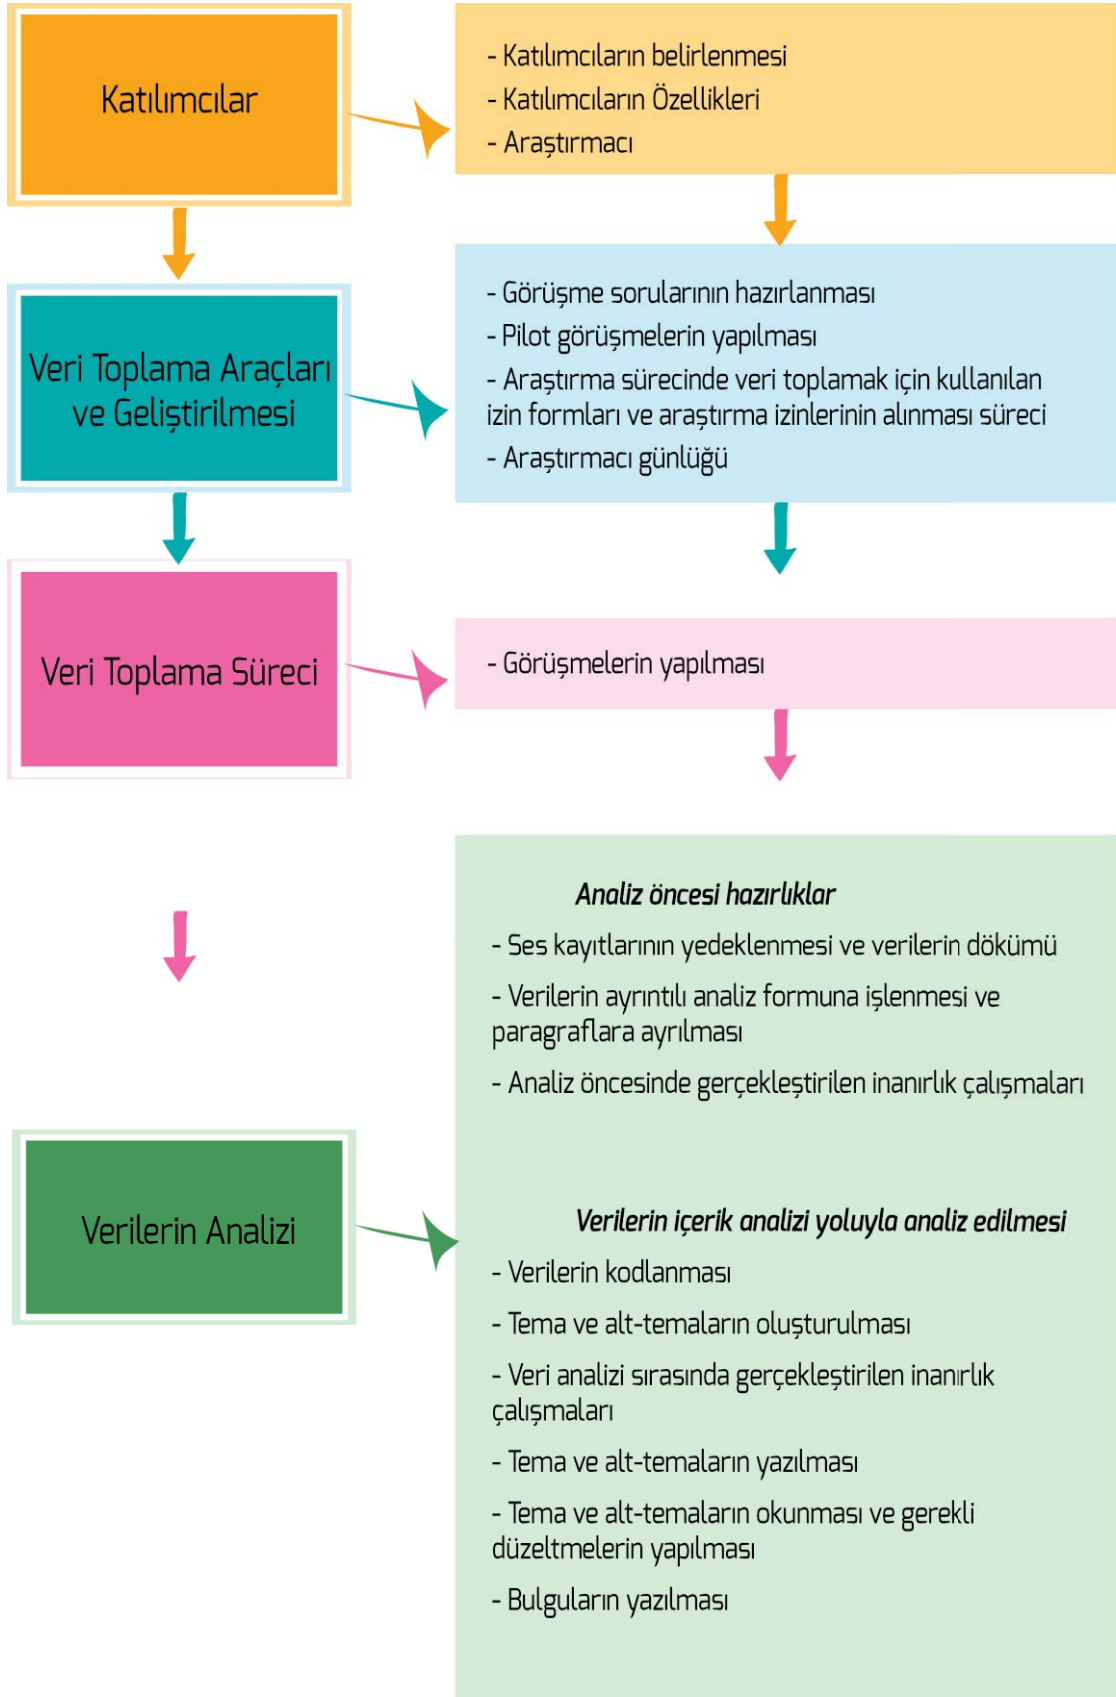 Katılımcılar
- Katılımcıların belirlenmesi
- Katılımcıların Özellikleri
- Araştırmacı
Veri Toplama Araçları
ve Geliştirilmesi
- Görüşme sorularının hazırlanması
- Pilot görüşmelerin yapılması
- Araştırma sürecinde veri toplamak için kullanılan
izin formları ve araştırma izinlerinin alınması süreci
- Araştırmacı günlüğü
Veri Toplama Süreci
- Görüşmelerin yapılması
Verilerin Analizi
Analiz öncesi hazırlıklar
- Ses kayıtlarının yedeklenmesi ve verilerin dökümü
- Verilerin ayrıntılı analiz formuna işlenmesi ve
paragraflara ayrılması
- Analiz öncesinde gerçekleştirilen inanırlık çalışmaları
Verilerin içerik analizi yoluyla analiz edilmesi
- Verilerin kodlanması
- Tema ve alt-temaların oluşturulması
- Veri analizi sırasında gerçekleştirilen inanırlık
çalışmaları
- Tema ve alt-temaların yazılması
- Tema ve alt-temaların okunması ve gerekli
düzeltmelerin yapılması
- Bulguların yazılması